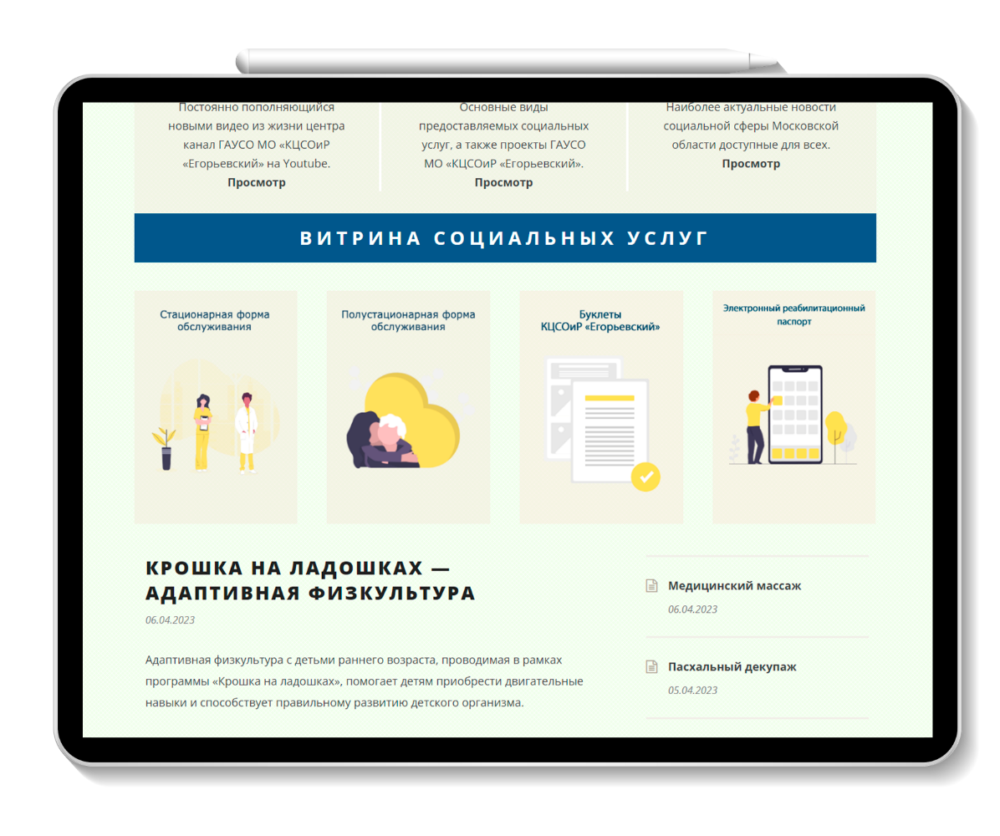 Постоянно пополняющийся
новыми видео из жизни центра
канал ГАУСО МО «КЦСОиР
«Егорьевский» на Youtube.
Просмотр
Основные виды
предоставляемых социальных
услуг, а также проекты ГАУСО
МО «КЦСОиР «Егорьевский».
Просмотр
Наиболее актуальные новости
социальной сферы Московской
области доступные для всех.
Просмотр
ВИТРИНА СОЦИАЛЬНЫХ УСЛУГ
Стационарная форма
обслуживания
Полустационарная форма
обслуживания
Буклеты
КЦСОиР «Егорьевский»
Электронный реабилитационный
паспорт
КРОШКА НА ЛАДОШКАХ —
АДАПТИВНАЯ ФИЗКУЛЬТУРА
06.04.2023
Адаптивная физкультура с детьми раннего возраста, проводимая в рамках
программы «Крошка на ладошках», помогает детям приобрести двигательные
навыки и способствует правильному развитию детского организма.
Медицинский массаж
06.04.2023
Пасхальный декупаж
05.04.2023